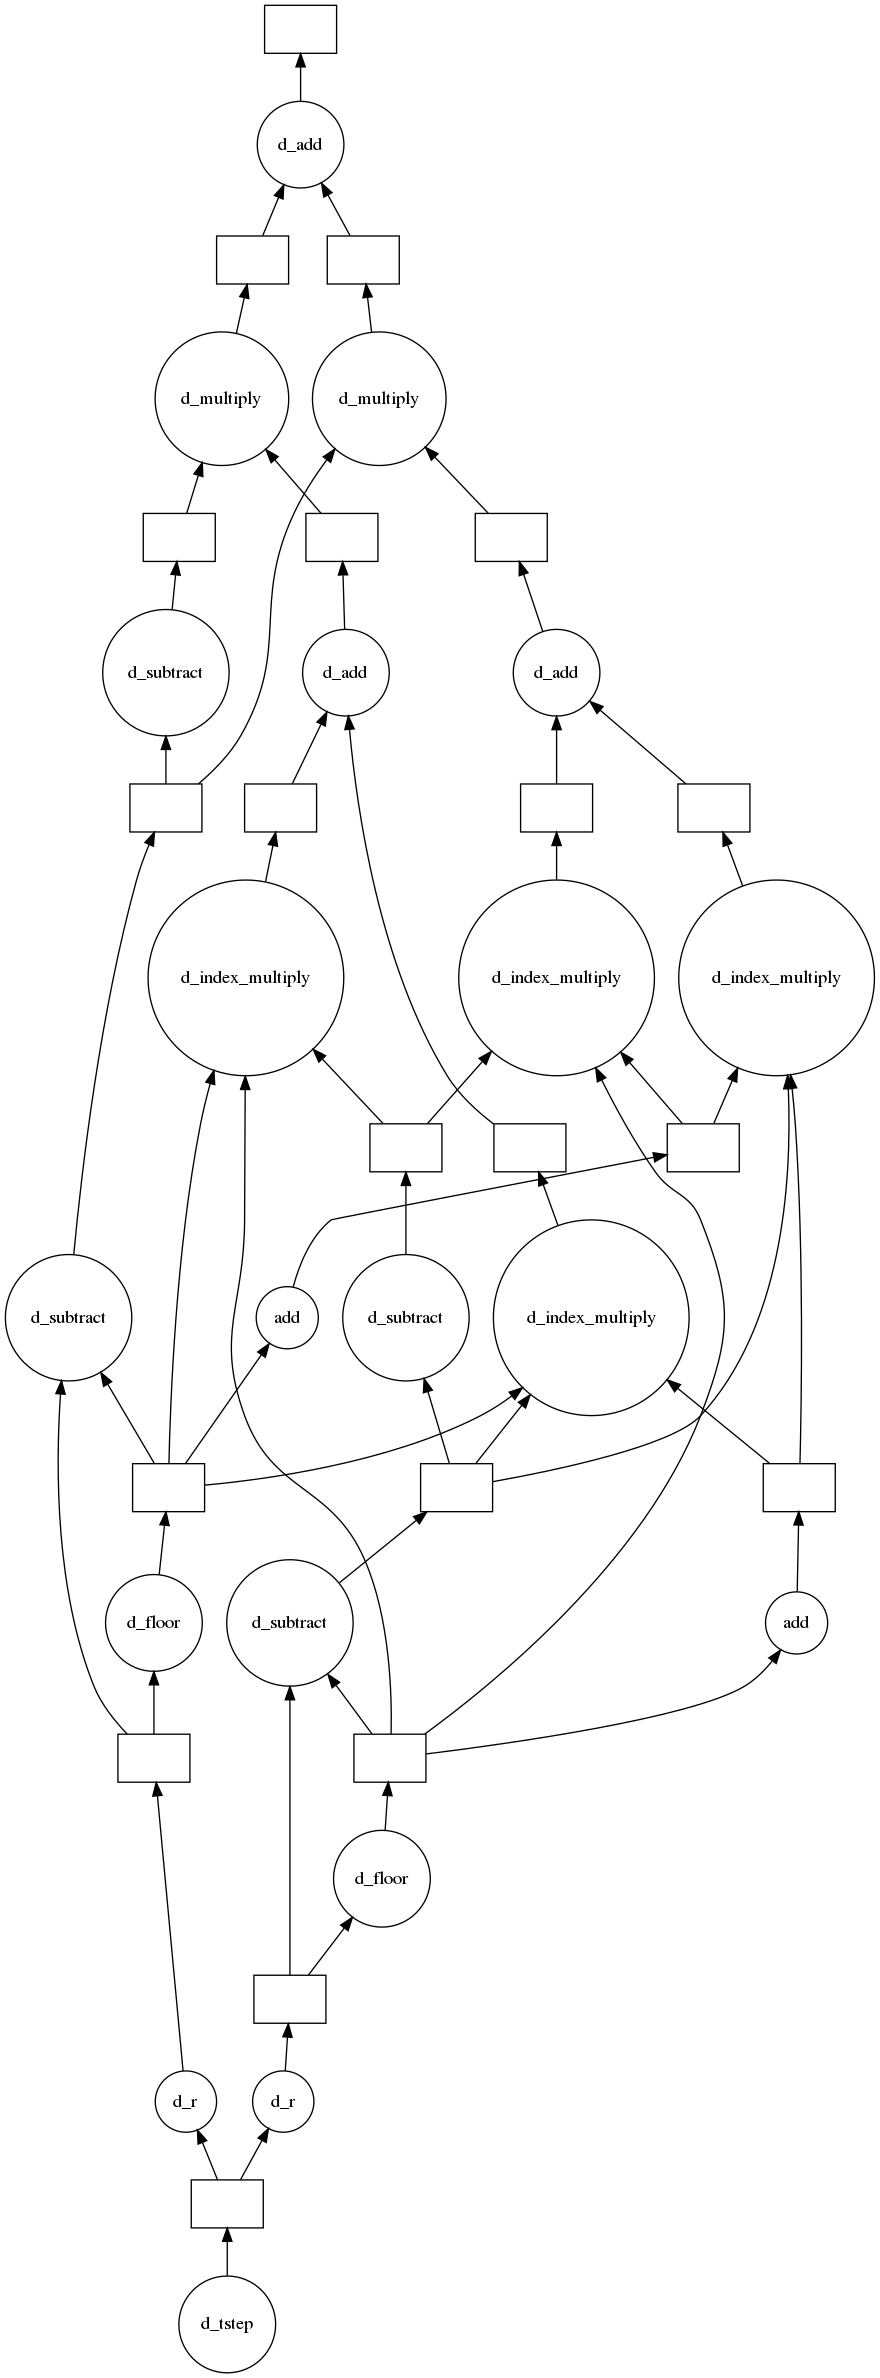 d_add
d_multiply
d_multiply
d_subtract
d_add
d_add
d_index_multiply
d_index_multiply
d_index_multiply
d_subtract
add
d_subtract
d_index_multiply
d_floor
d_subtract
add
d_floor
d_r
d_r
d_tstep